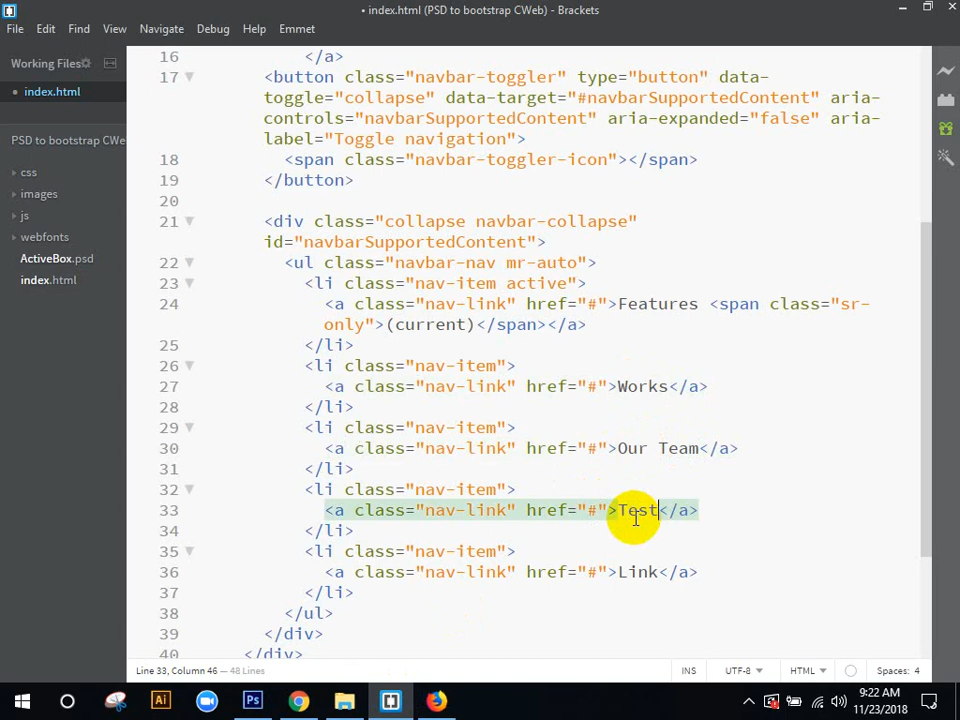 • index.html (PSD to bootstrap CWeb) - Brackets
File Edit Find View Navigate Debug Help Emmet
Working Files
• index.html
PSD to bootstrap CWe
css
images
js
webfonts
ActiveBox.psd
index.html
16 </a>
17 <button class="navbar-toggler" type="button" data-
toggle="collapse" data-target="#navbarSupportedContent" aria-
controls="navbarSupportedContent" aria-expanded="false" aria-
label="Toggle navigation">
18 <span class="navbar-toggler-icon"></span>
19 </button>
20
21 <div class="collapse navbar-collapse"
id="navbarSupportedContent">
22 <ul class="navbar-nav mr-auto">
23 <li class="nav-item active">
24 <a class="nav-link" href="#">Features <span class="sr-
only">(current)</span></a>
25 </li>
26 <li class="nav-item">
27 <a class="nav-link" href="#">Works</a>
28 </li>
29 <li class="nav-item">
30 <a class="nav-link" href="#">Our Team</a>
31 </li>
32 <li class="nav-item">
33 <a class="nav-link" href="#">Test</a>
34 </li>
35 <li class="nav-item">
36 <a class="nav-link" href="#">Link</a>
37 </li>
38 </ul>
39 </div>
40 </div>
Line 33, Column 46 — 48 Lines
INS UTF-8 HTML Spaces: 4
Ai Ps
9:22 AM
11/23/2018